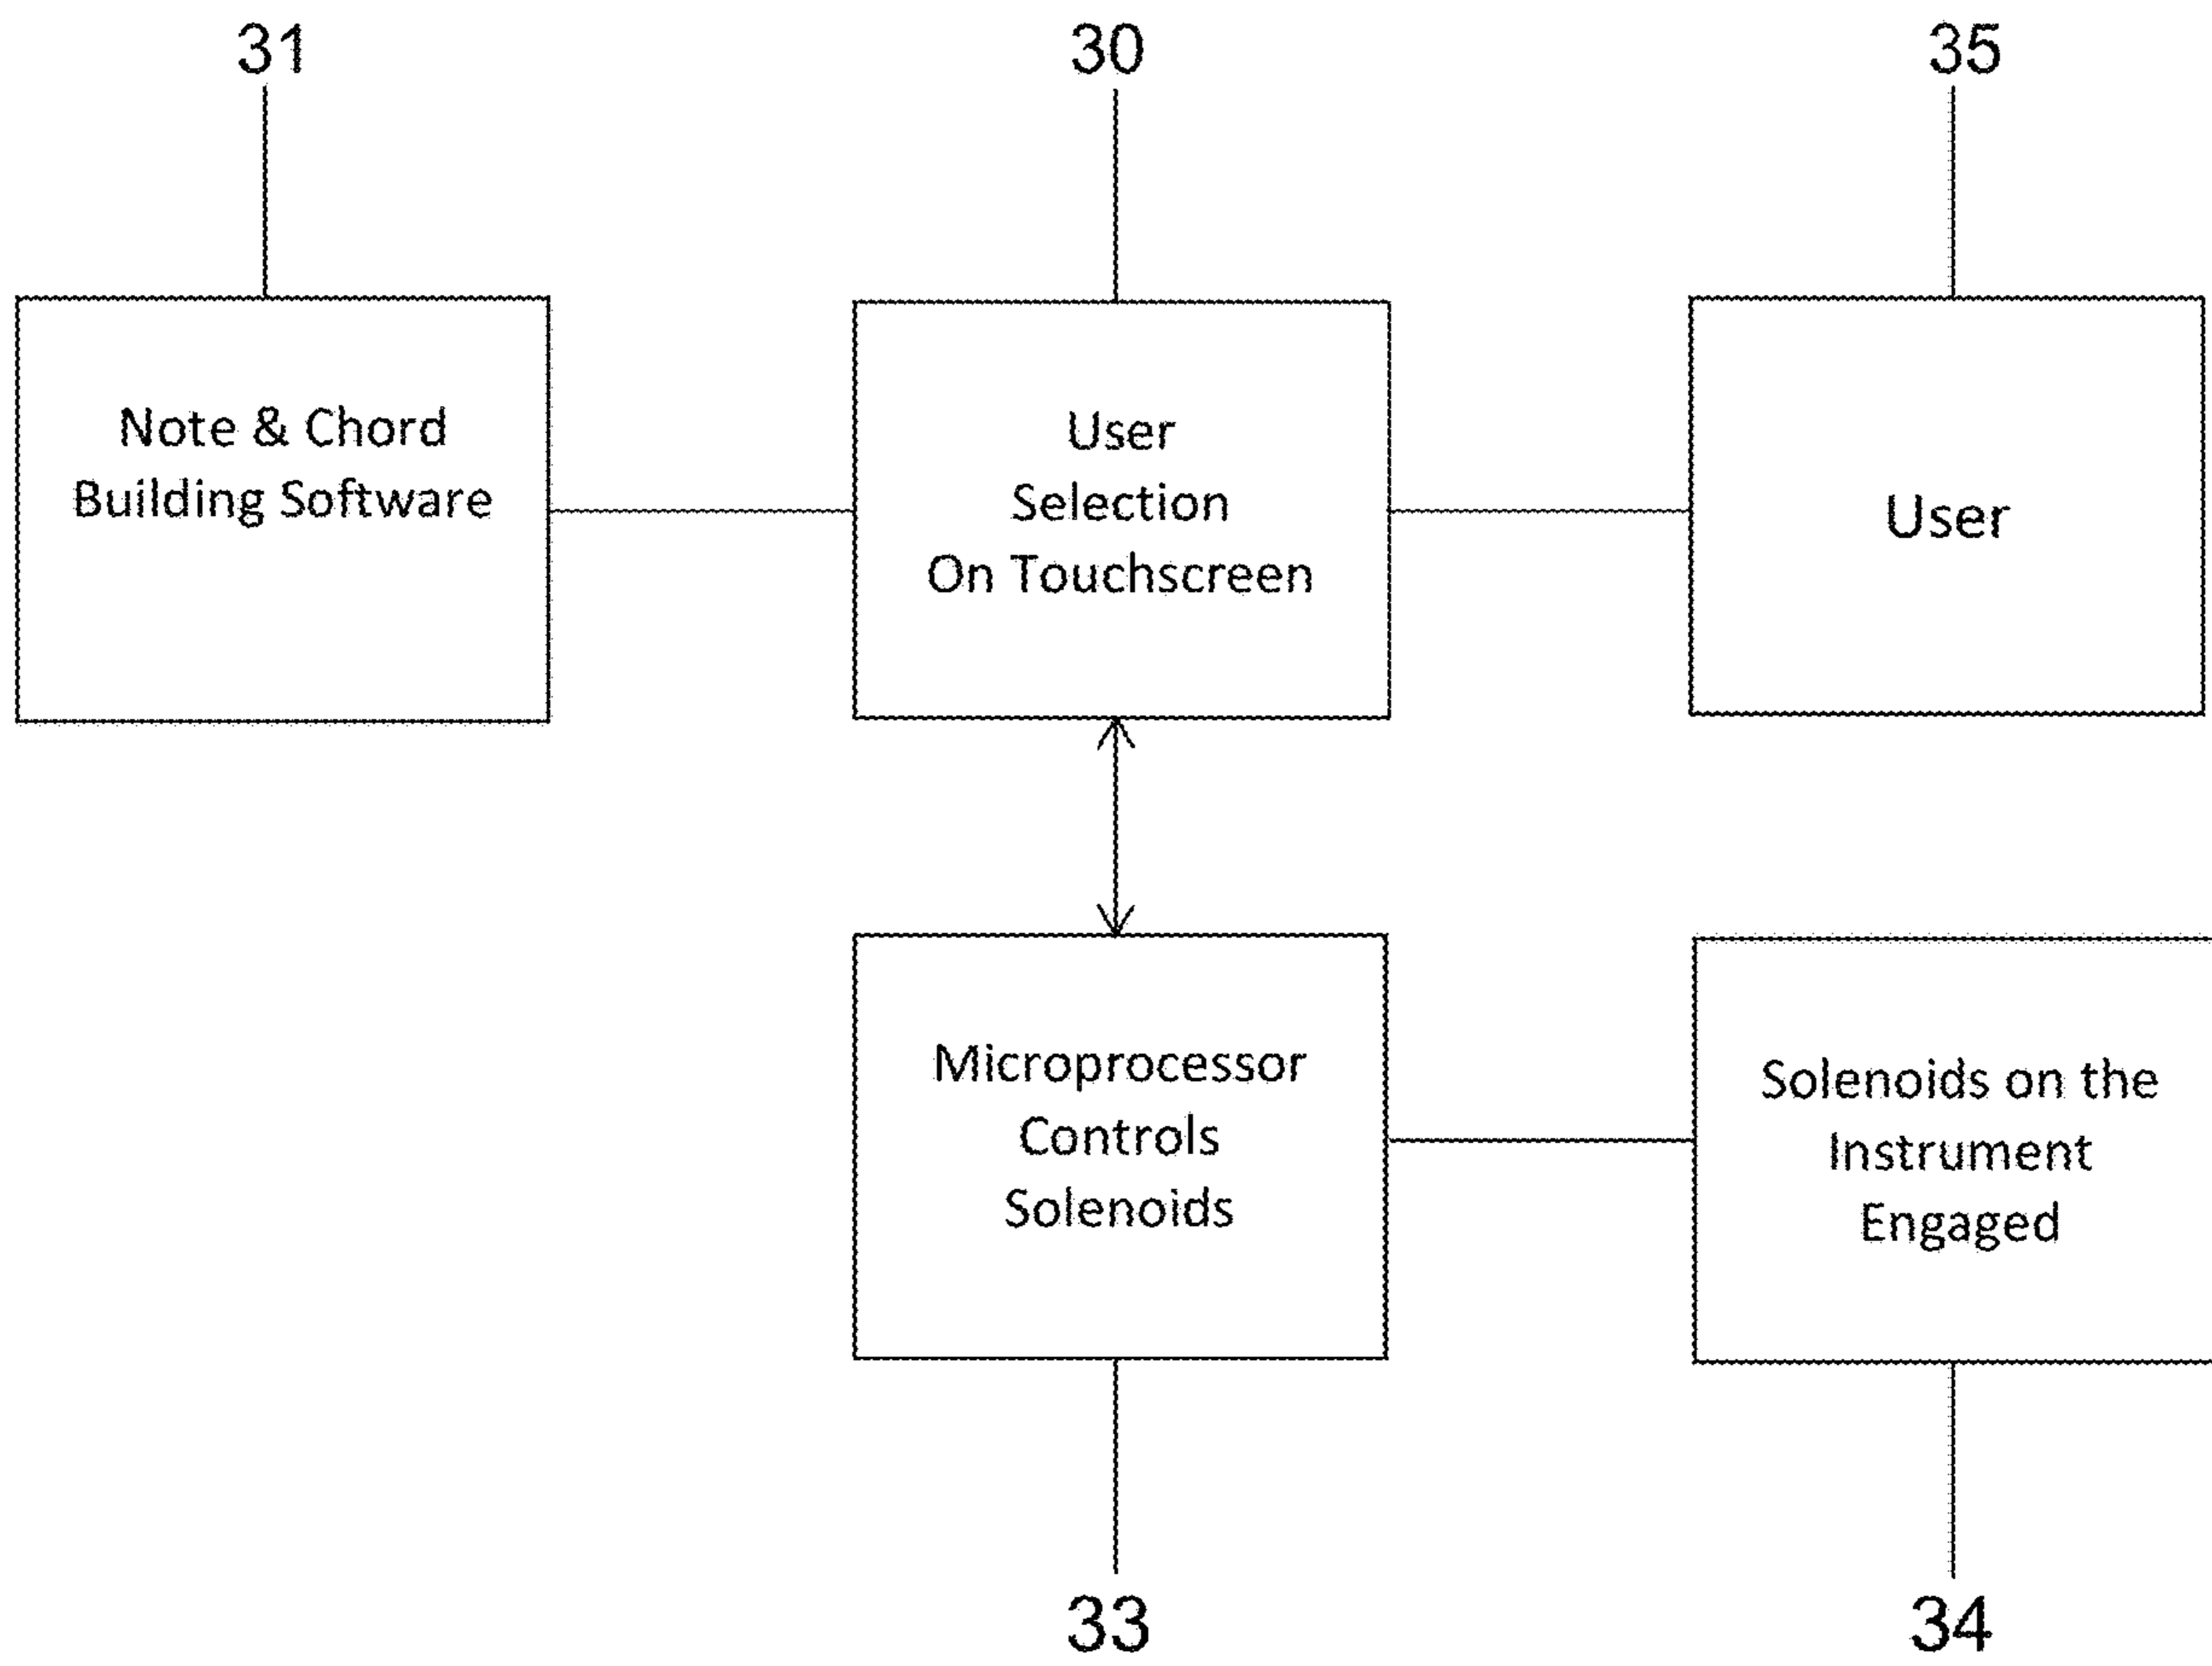 31
30
35
Note & Chord
Building Software
User
Selection
On Touchscreen
User
Microprocessor
Controls
Solenoids
Solenoids on the
Instrument
Engaged
33
34